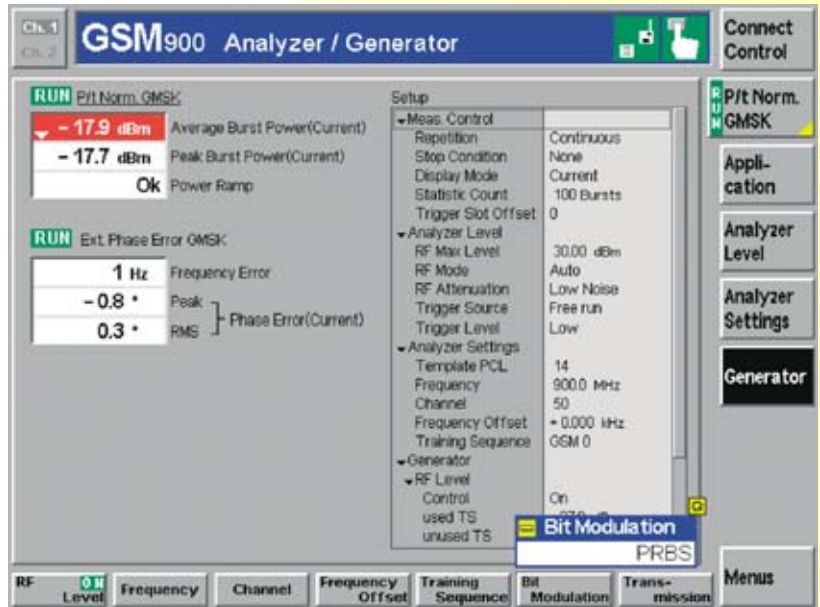 Ch. 1
Ch. 2
GSM900 Analyzer / Generator
Connect Control
RUN P/t Norm. GMSK
- 17.9 dBm Average Burst Power(Current)
- 17.7 dBm Peak Burst Power(Current)
Ok Power Ramp
RUN Ext. Phase Error GMSK
1 Hz Frequency Error
- 0.8 ° Peak
Phase Error(Current)
0.3 ° RMS
Setup
Meas. Control
Repetition Continuous
Stop Condition None
Display Mode Current
Statistic Count 100 Bursts
Trigger Slot Offset 0
Analyzer Level
RF Max Level 30.00 dBm
RF Mode Auto
RF Attenuation Low Noise
Trigger Source Free run
Trigger Level Low
Analyzer Settings
Template PCL 14
Frequency 900.0 MHz
Channel 50
Frequency Offset + 0.000 kHz
Training Sequence GSM 0
Generator
RF Level
Control On
used TS
unused TS
G
Bit Modulation
PRBS
RUN P/t Norm. GMSK
Appli-
cation
Analyzer
Level
Analyzer
Settings
Generator
Menus
RF Level ON
Frequency
Channel
Frequency Offset
Training Sequence
Bit Modulation
Trans-
mission